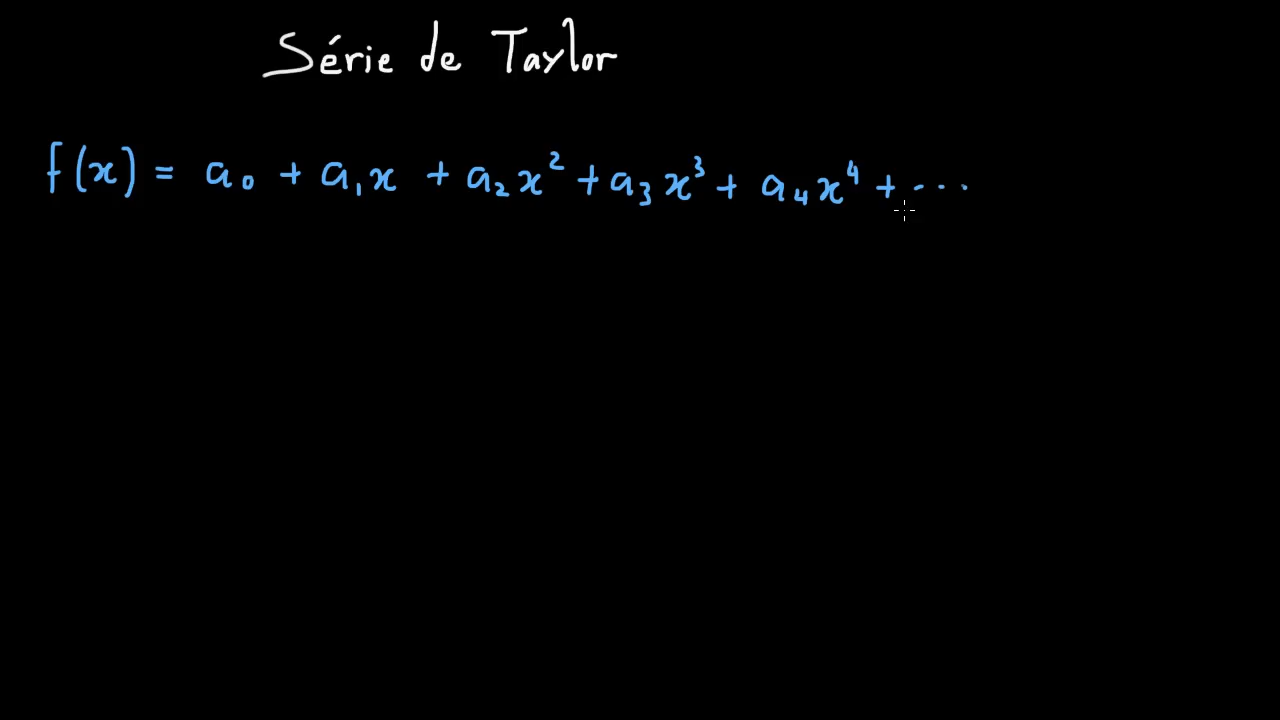 Série de Taylor
f(x) = a₀ + a₁x + a₂x² + a₃x³ + a₄x⁴ + ···